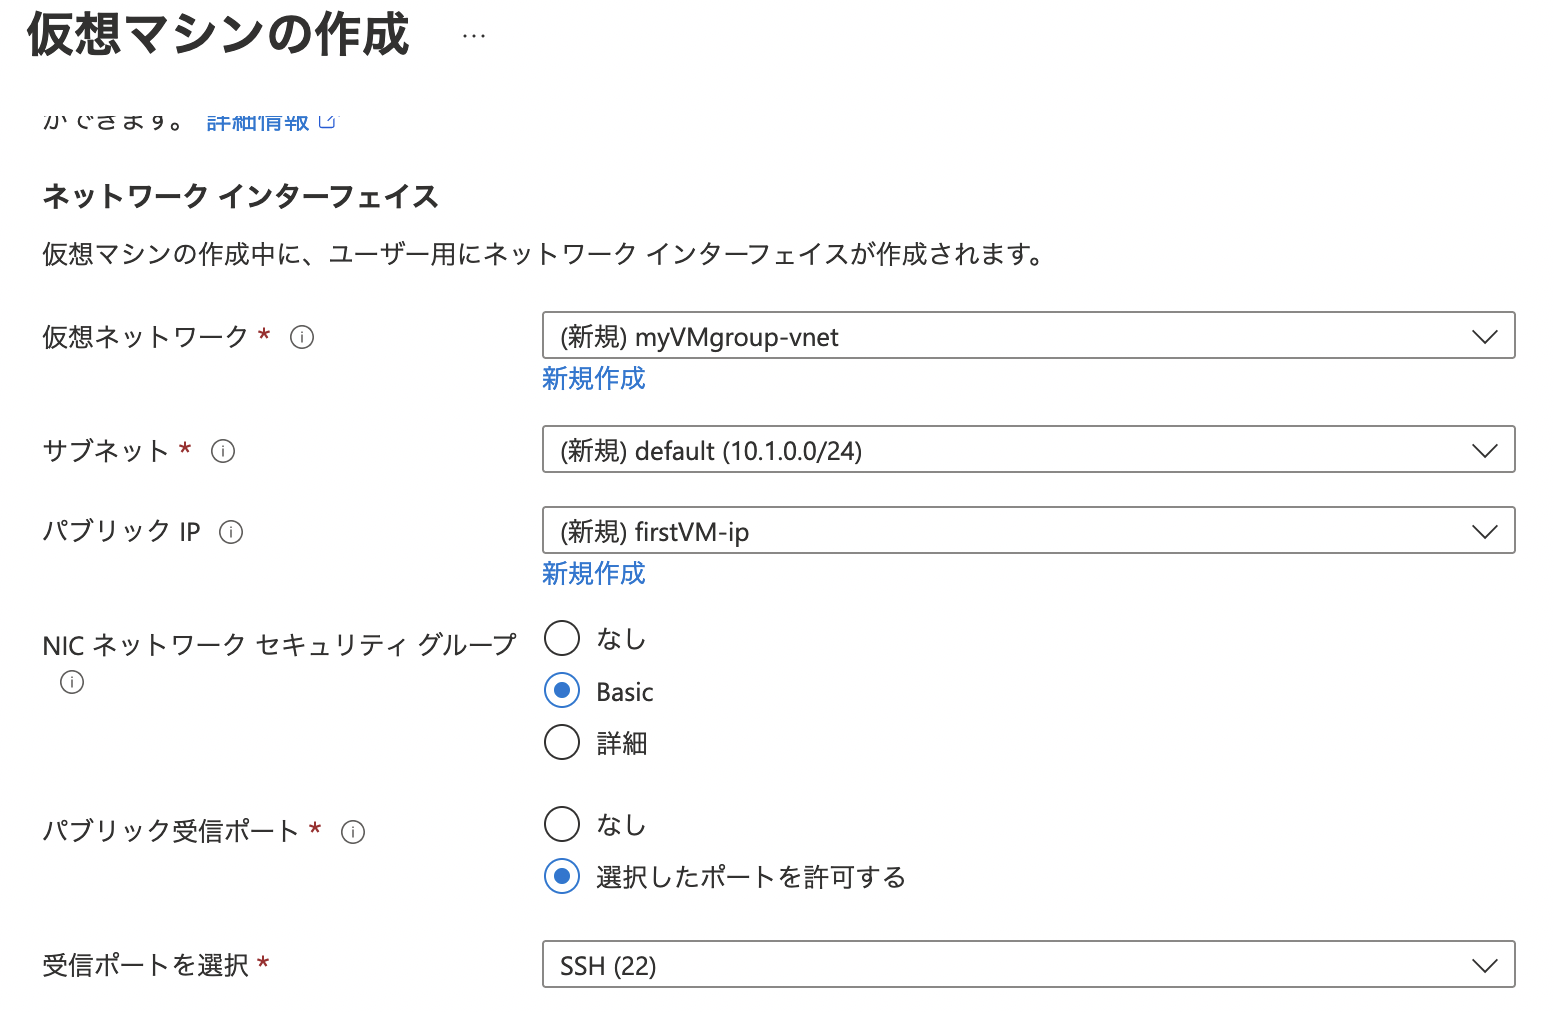 仮想マシンの作成 ...
ができます。 詳細情報
ネットワーク インターフェイス
仮想マシンの作成中に、ユーザー用にネットワーク インターフェイスが作成されます。
仮想ネットワーク * (新規) myVMgroup-vnet
新規作成
サブネット * (新規) default (10.1.0.0/24)
パブリック IP (新規) firstVM-ip
新規作成
NIC ネットワーク セキュリティ グループ
なし
Basic
詳細
パブリック受信ポート *
なし
選択したポートを許可する
受信ポートを選択 * SSH (22)